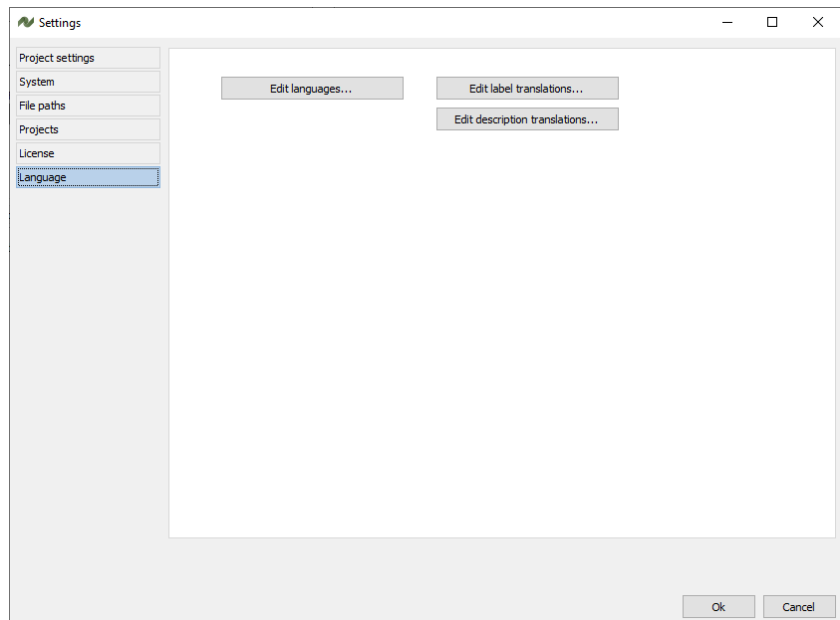 Settings
Project settings
System
File paths
Projects
License
Language
Edit languages...
Edit label translations...
Edit description translations...
Ok
Cancel